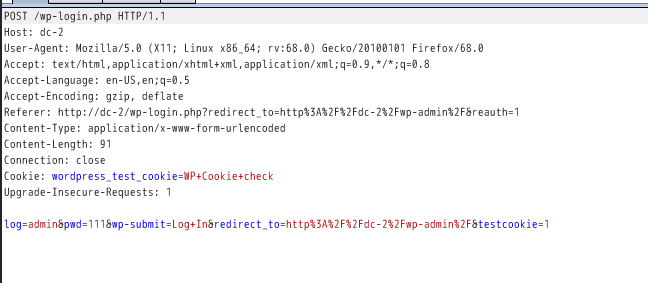 POST /wp-login.php HTTP/1.1
Host: dc-2
User-Agent: Mozilla/5.0 (X11; Linux x86_64; rv:68.0) Gecko/20100101 Firefox/68.0
Accept: text/html,application/xhtml+xml,application/xml;q=0.9,*/*;q=0.8
Accept-Language: en-US,en;q=0.5
Accept-Encoding: gzip, deflate
Referer: http://dc-2/wp-login.php?redirect_to=http%3A%2F%2Fdc-2%2Fwp-admin%2F&reauth=1
Content-Type: application/x-www-form-urlencoded
Content-Length: 91
Connection: close
Cookie: wordpress_test_cookie=WP+Cookie+check
Upgrade-Insecure-Requests: 1
log=admin&pwd=111&wp-submit=Log+In&redirect_to=http%3A%2F%2Fdc-2%2Fwp-admin%2F&testcookie=1